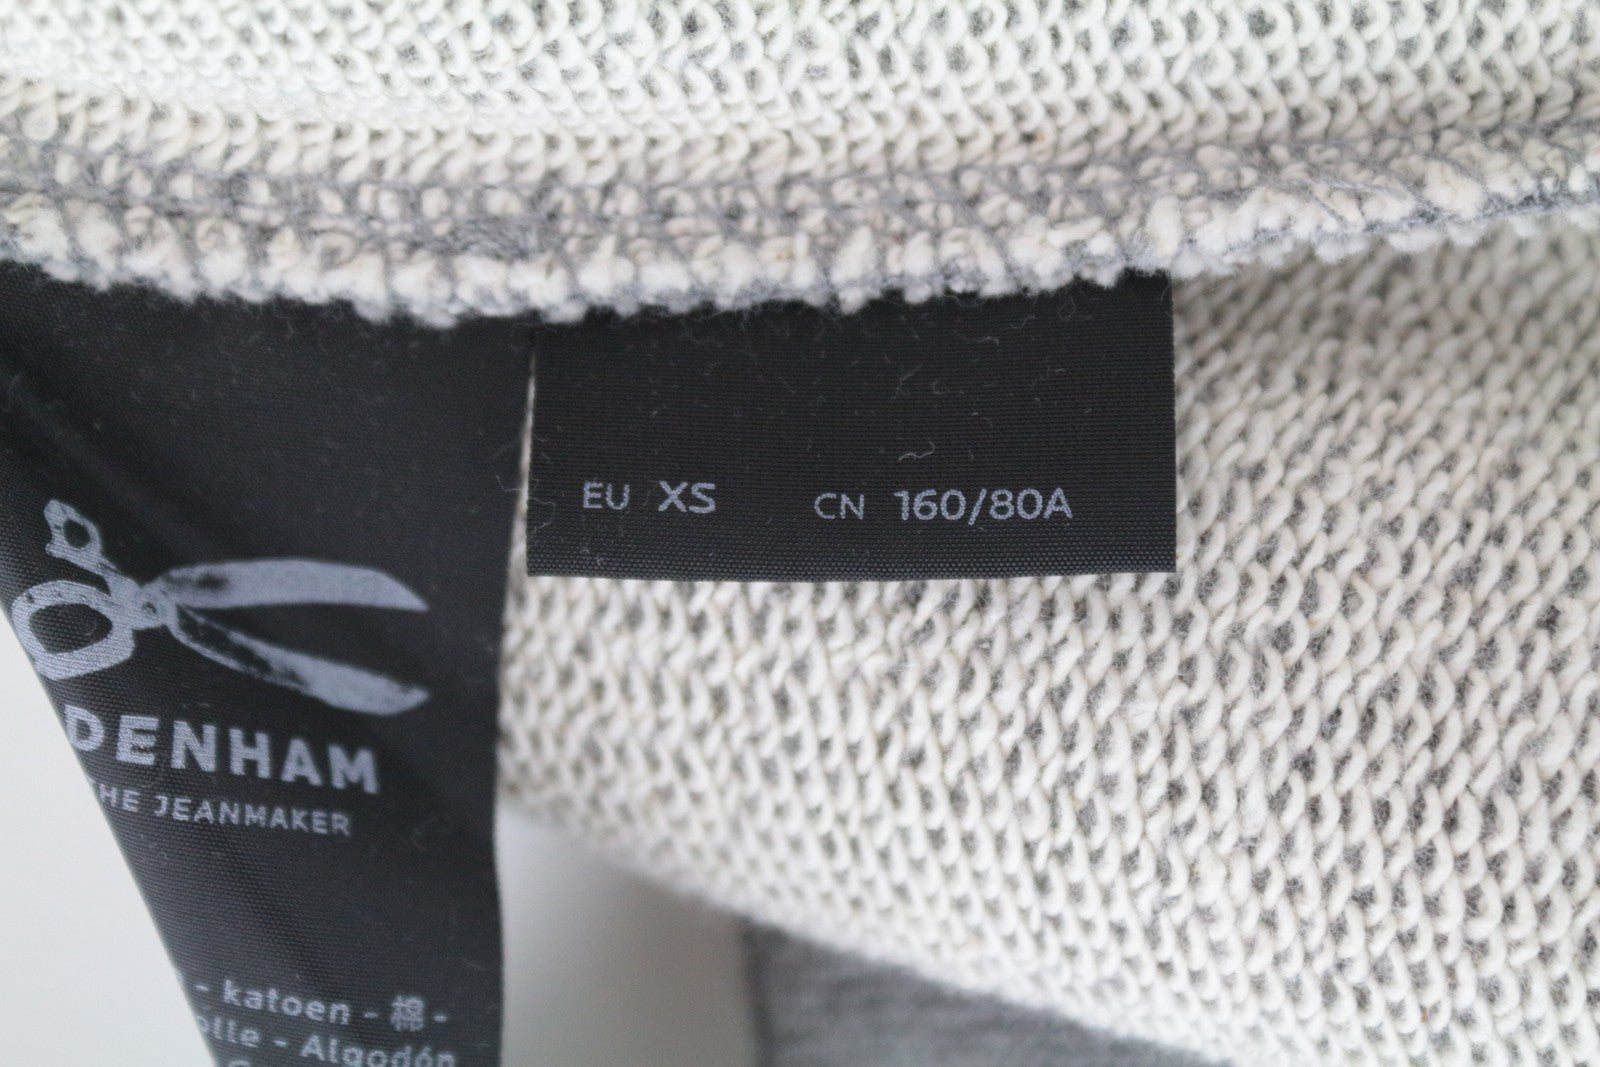 EU XS CN 160/80A
DENHAM
THE JEANMAKER
- katoen - 棉 -
- Algodón